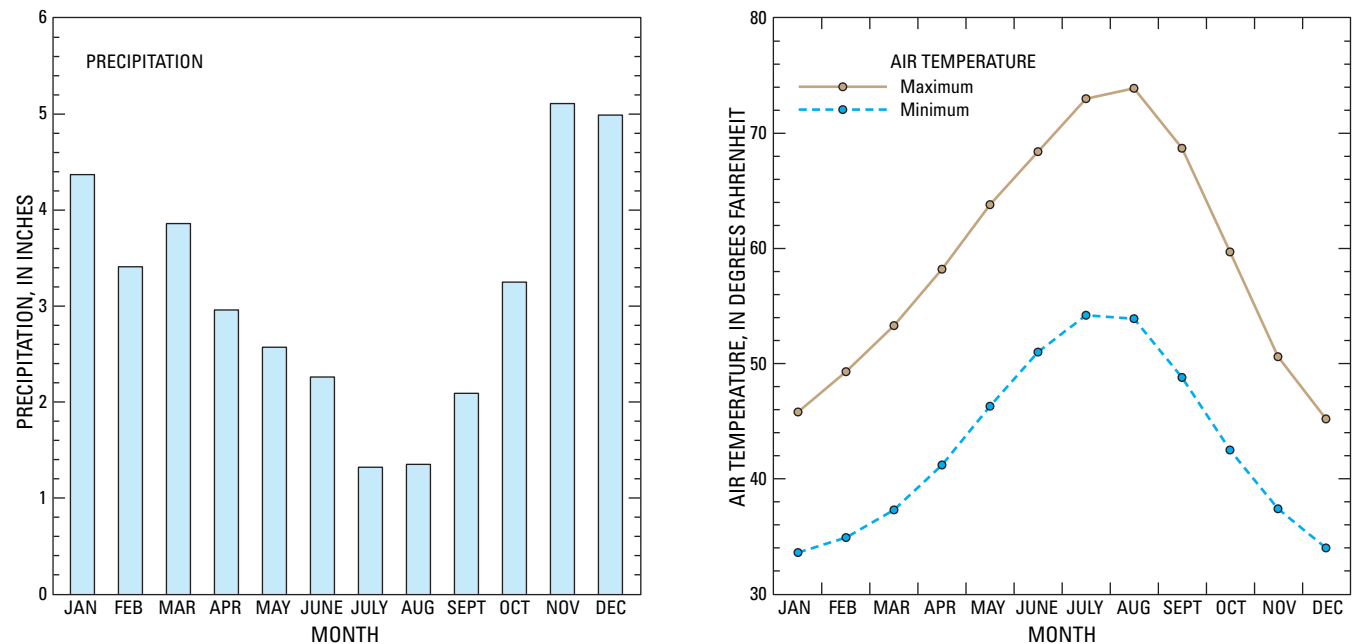 6
5
4
3
2
1
0
PRECIPITATION, IN INCHES
PRECIPITATION
JAN FEB MAR APR MAY JUNE JULY AUG SEPT OCT NOV DEC
MONTH
80
70
60
50
40
30
AIR TEMPERATURE, IN DEGREES FAHRENHEIT
AIR TEMPERATURE
Maximum
Minimum
JAN FEB MAR APR MAY JUNE JULY AUG SEPT OCT NOV DEC
MONTH